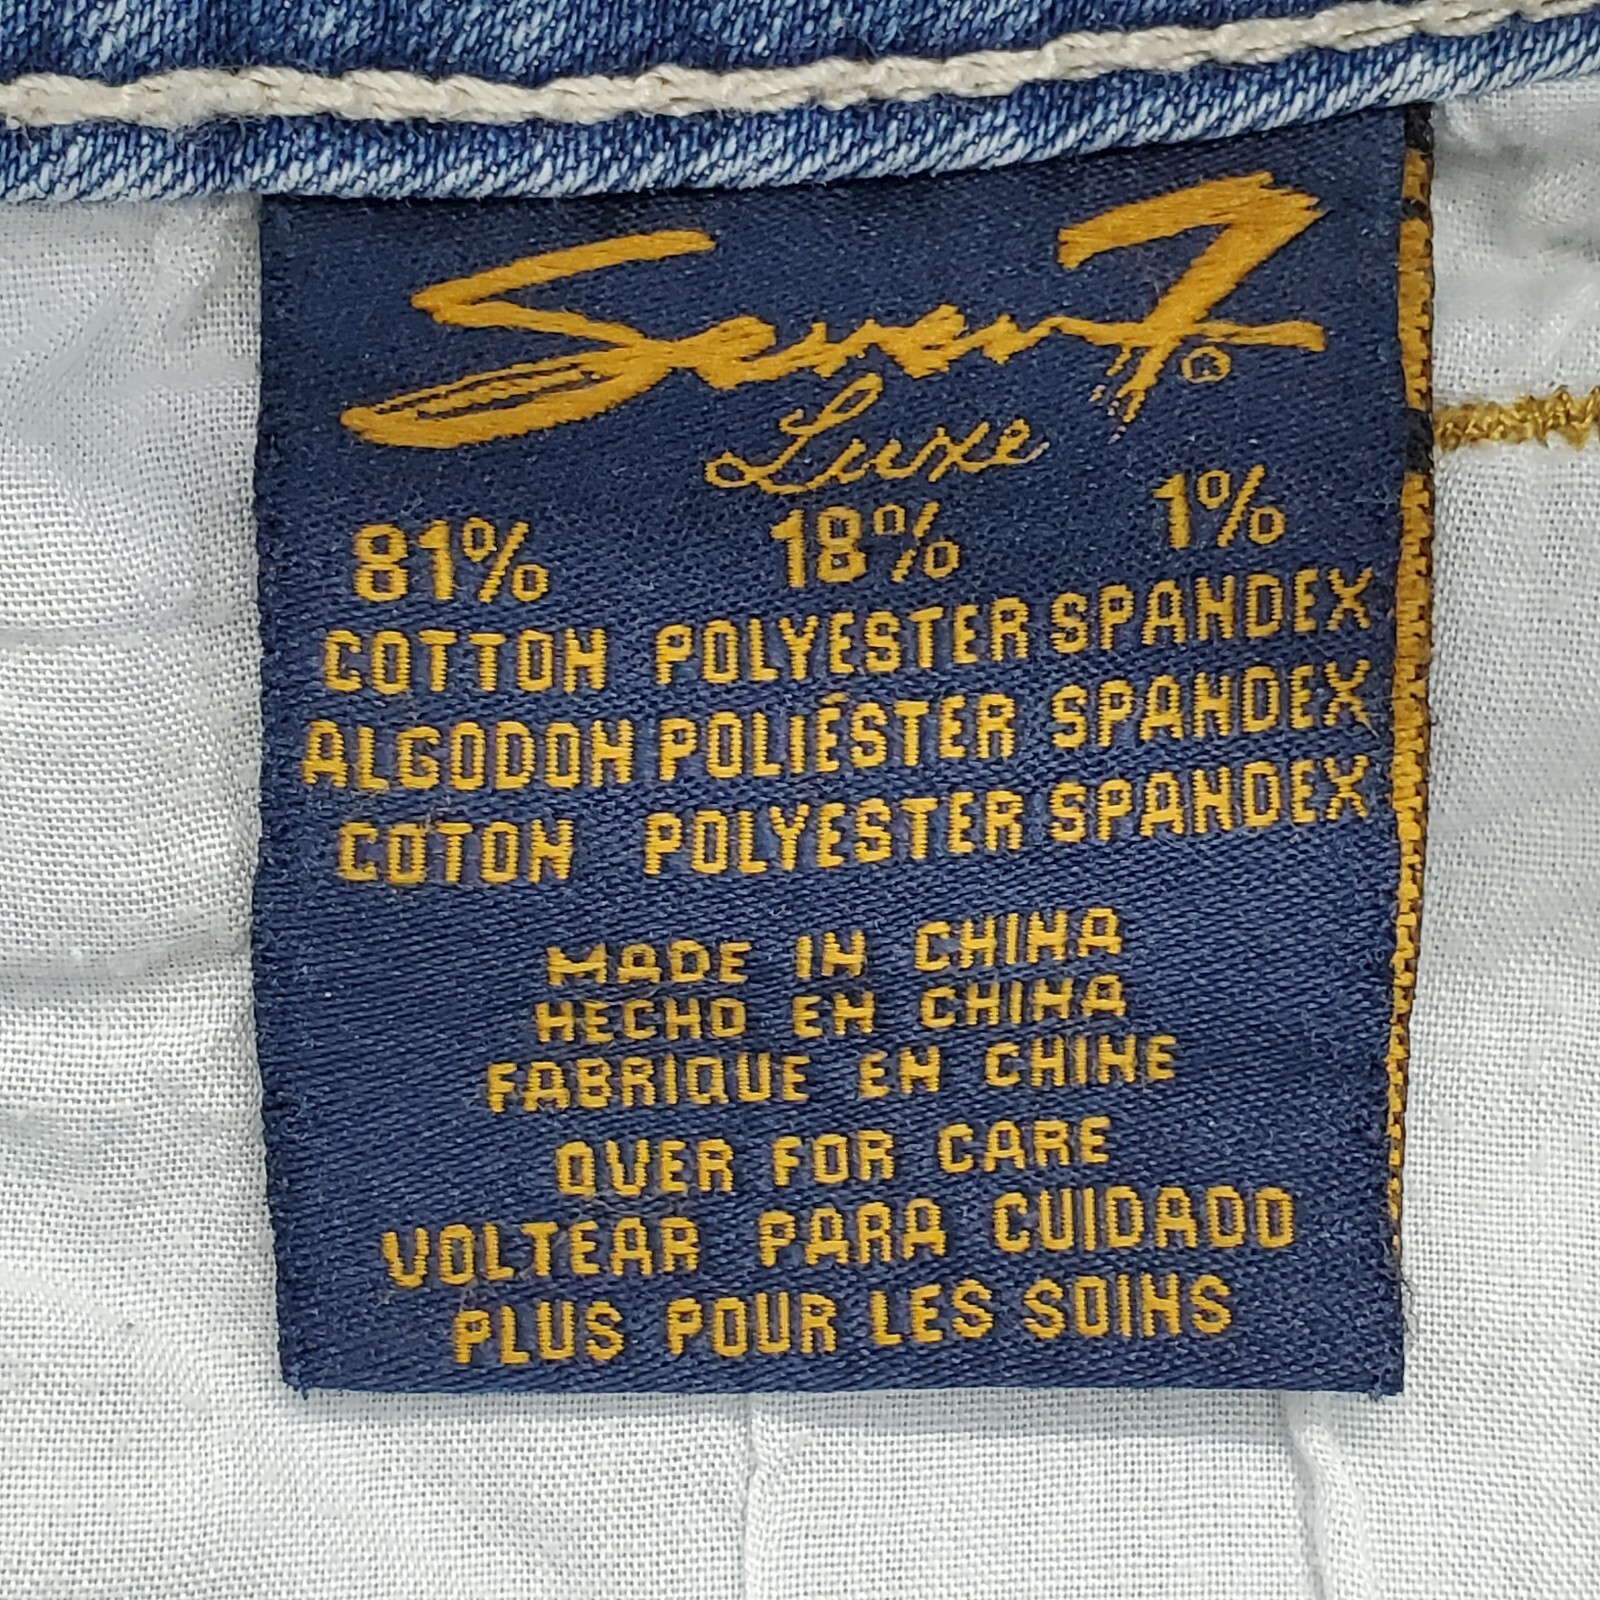 Seven7®
Luxe
81% 18% 1%
COTTON POLYESTER SPANDEX
ALGODON POLIÉSTER SPANDEX
COTON POLYESTER SPANDEX
MADE IN CHINA
HECHO EN CHINA
FABRIQUE EN CHINE
OVER FOR CARE
VOLTEAR PARA CUIDADO
PLUS POUR LES SOINS